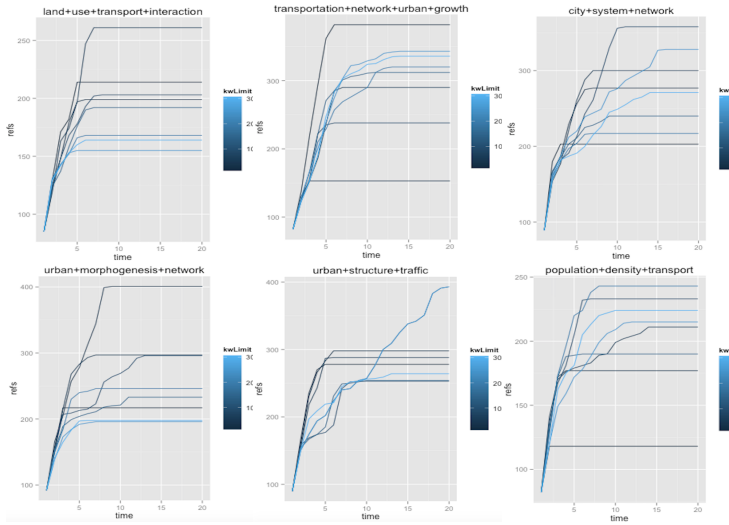 land+use+transport+interaction
250
200
150
100
refs
5
10
15
20
time
kwLimit
30
20
10
transportation+network+urban+growth
300
200
100
refs
5
10
15
20
time
kwLimit
30
20
10
city+system+network
300
200
100
refs
5
10
15
20
time
urban+morphogenesis+network
400
300
200
100
refs
5
10
15
20
time
kwLimit
30
20
10
urban+structure+traffic
400
300
200
100
refs
5
10
15
20
time
kwLimit
30
20
10
population+density+transport
250
200
150
100
refs
5
10
15
20
time